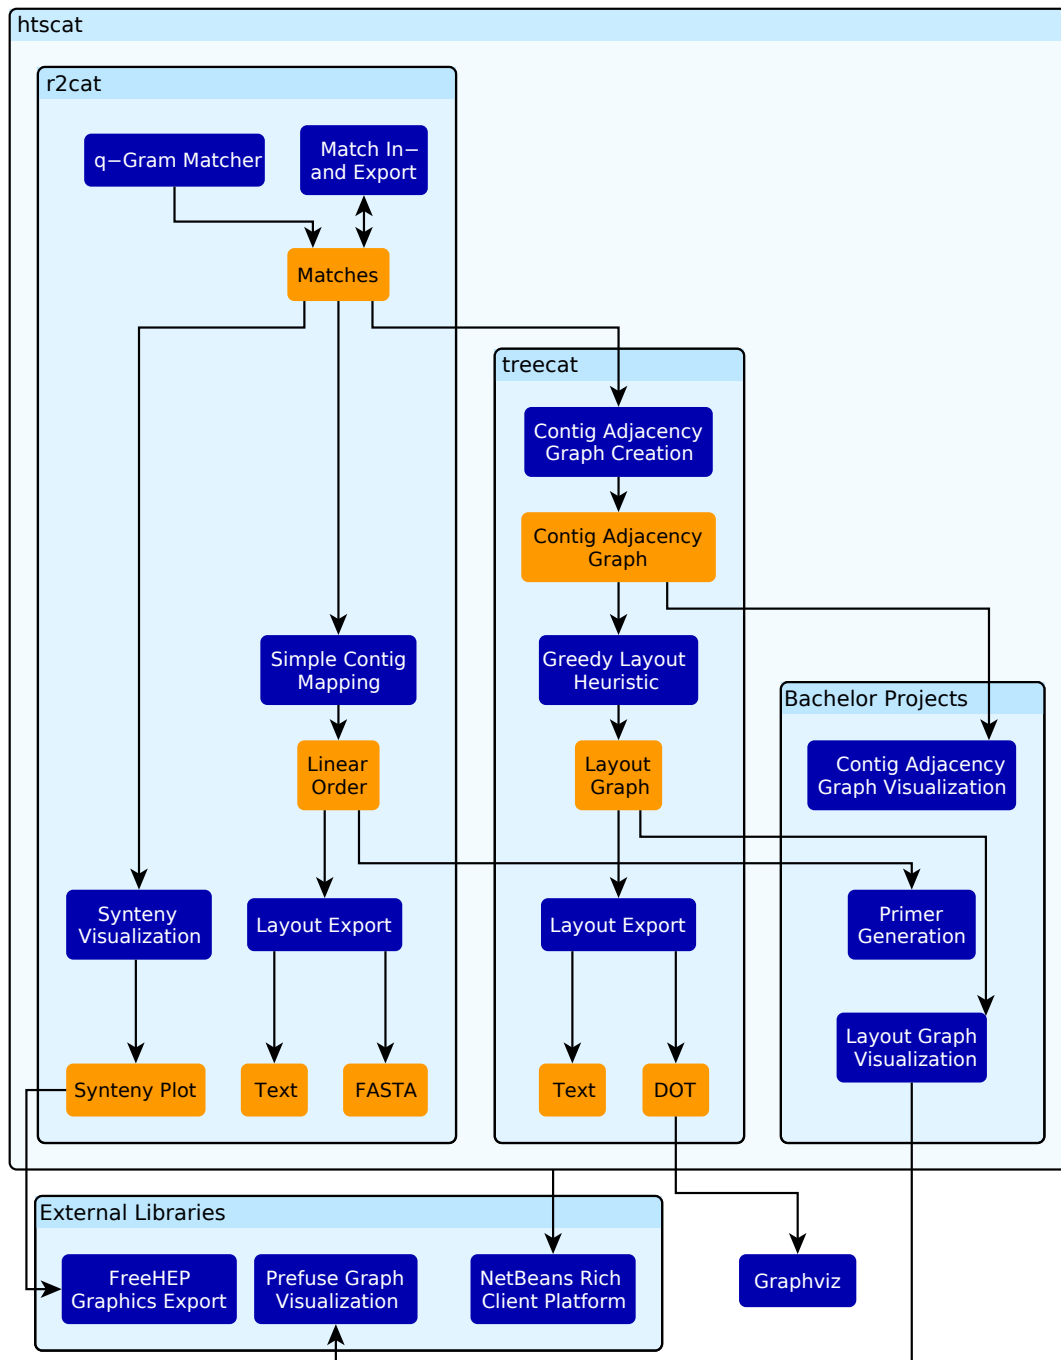 htscat
r2cat
q−Gram Matcher
Match In−
and Export
Matches
treecat
Contig Adjacency
Graph Creation
Contig Adjacency
Graph
Simple Contig
Mapping
Greedy Layout
Heuristic
Bachelor Projects
Linear
Order
Layout
Graph
Contig Adjacency
Graph Visualization
Synteny
Visualization
Layout Export
Layout Export
Primer
Generation
Layout Graph
Visualization
Synteny Plot
Text
FASTA
Text
DOT
External Libraries
FreeHEP
Graphics Export
Prefuse Graph
Visualization
NetBeans Rich
Client Platform
Graphviz